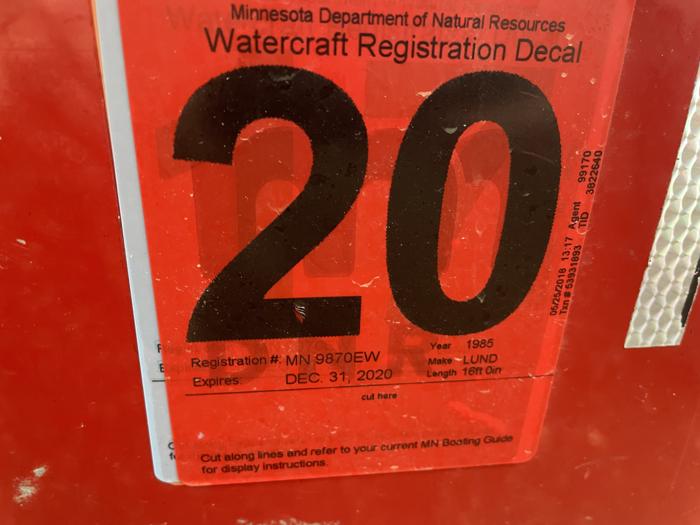 Minnesota Department of Natural Resources
Watercraft Registration Decal
20
05/25/2018 13:17 Agent 99170
Txn # 53931893 TID 3822640
Registration #: MN 9870EW
Expires: DEC. 31, 2020
Year 1985
Make LUND
Length 16ft 0in
cut here
Cut along lines and refer to your current MN Boating Guide
for display instructions.